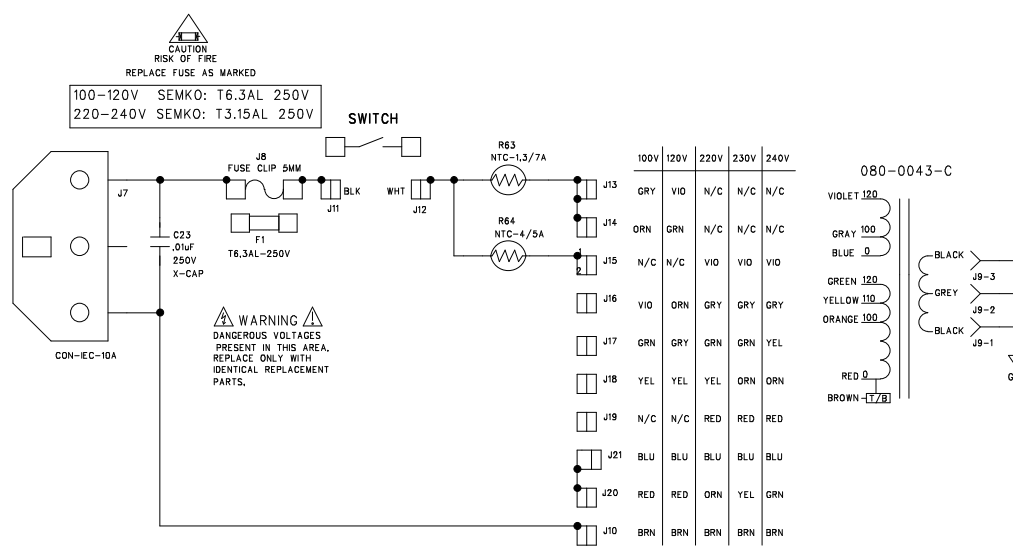 CAUTION
RISK OF FIRE
REPLACE FUSE AS MARKED
100-120V SEMKO: T6.3AL 250V
220-240V SEMKO: T3.15AL 250V
SWITCH
J8
FUSE CLIP 5MM
J7
BLK
J11
WHT
J12
F1
T6.3AL-250V
C23
.01uF
250V
X-CAP
CON-IEC-10A
WARNING
DANGEROUS VOLTAGES
PRESENT IN THIS AREA.
REPLACE ONLY WITH
IDENTICAL REPLACEMENT
PARTS.
R63
NTC-1.3/7A
R64
NTC-4/5A
1
2
100V 120V 220V 230V 240V
J13 GRY VIO N/C N/C N/C
J14 ORN GRN N/C N/C N/C
J15 N/C N/C VIO VIO VIO
J16 VIO ORN GRY GRY GRY
J17 GRN GRY GRN GRN YEL
J18 YEL YEL YEL ORN ORN
J19 N/C N/C RED RED RED
J21 BLU BLU BLU BLU BLU
J20 RED RED ORN YEL GRN
J10 BRN BRN BRN BRN BRN
080-0043-C
VIOLET 120
GRAY 100
BLUE 0
GREEN 120
YELLOW 110
ORANGE 100
RED 0
BROWN T/B
BLACK
J9-3
GREY
J9-2
BLACK
J9-1
G